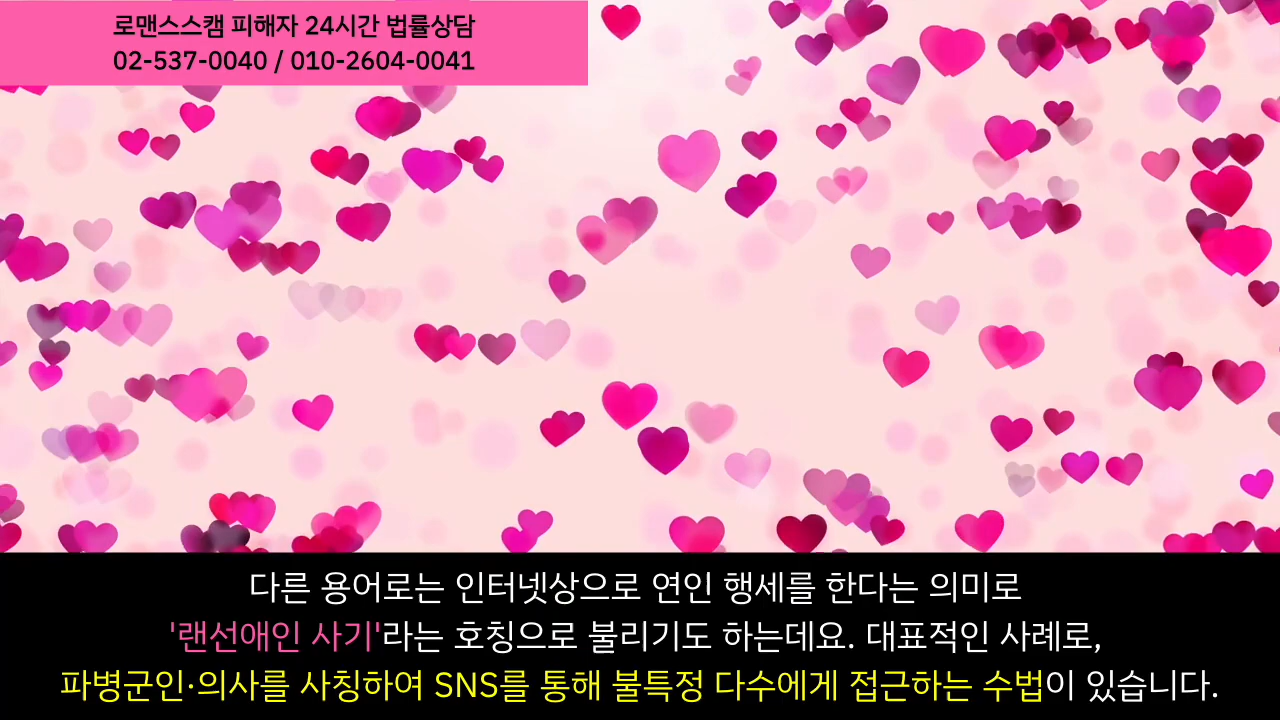 로맨스스캠 피해자 24시간 법률상담
02-537-0040 / 010-2604-0041
다른 용어로는 인터넷상으로 연인 행세를 한다는 의미로
'랜선애인 사기'라는 호칭으로 불리기도 하는데요. 대표적인 사례로,
파병군인·의사를 사칭하여 SNS를 통해 불특정 다수에게 접근하는 수법이 있습니다.